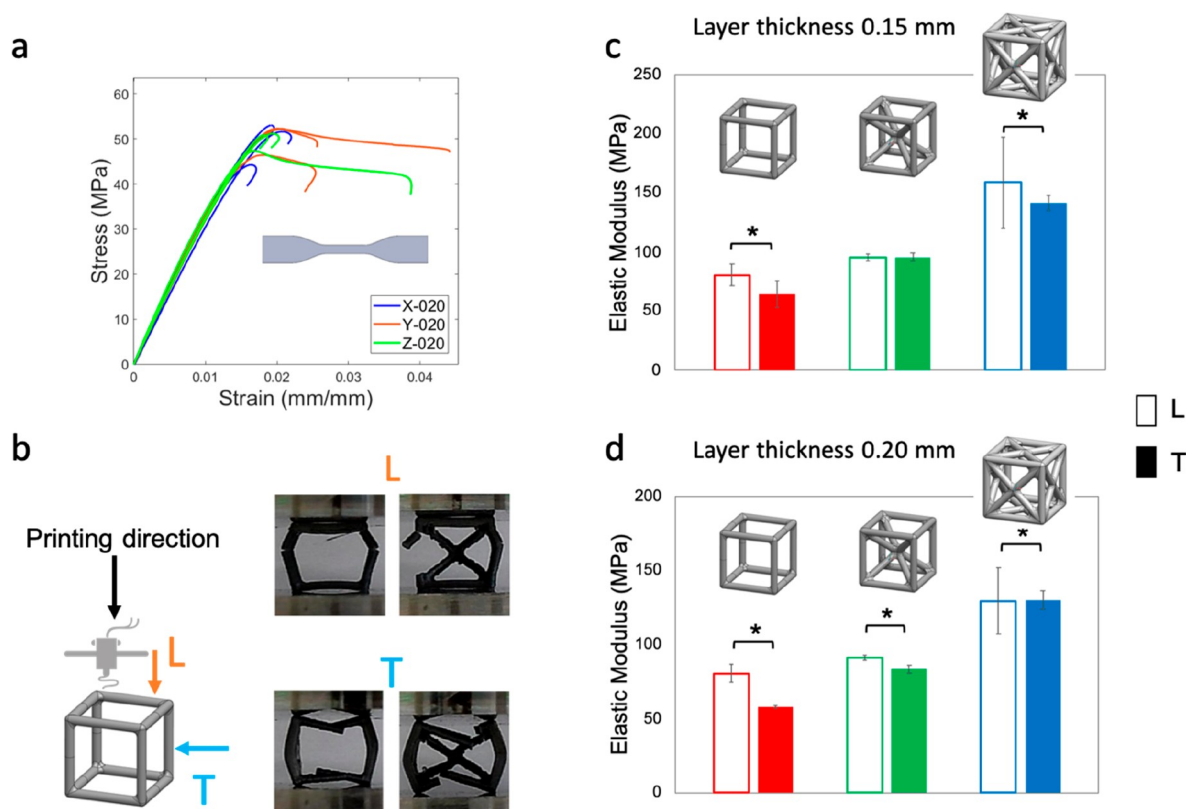 a
60
50
40
30
20
10
0
Stress (MPa)
0
0.01
0.02
0.03
0.04
Strain (mm/mm)
X-020
Y-020
Z-020
b
Printing direction
L
T
L
T
c
Layer thickness 0.15 mm
250
200
150
100
50
0
Elastic Modulus (MPa)
*
*
L
T
d
Layer thickness 0.20 mm
200
150
100
50
0
Elastic Modulus (MPa)
*
*
*